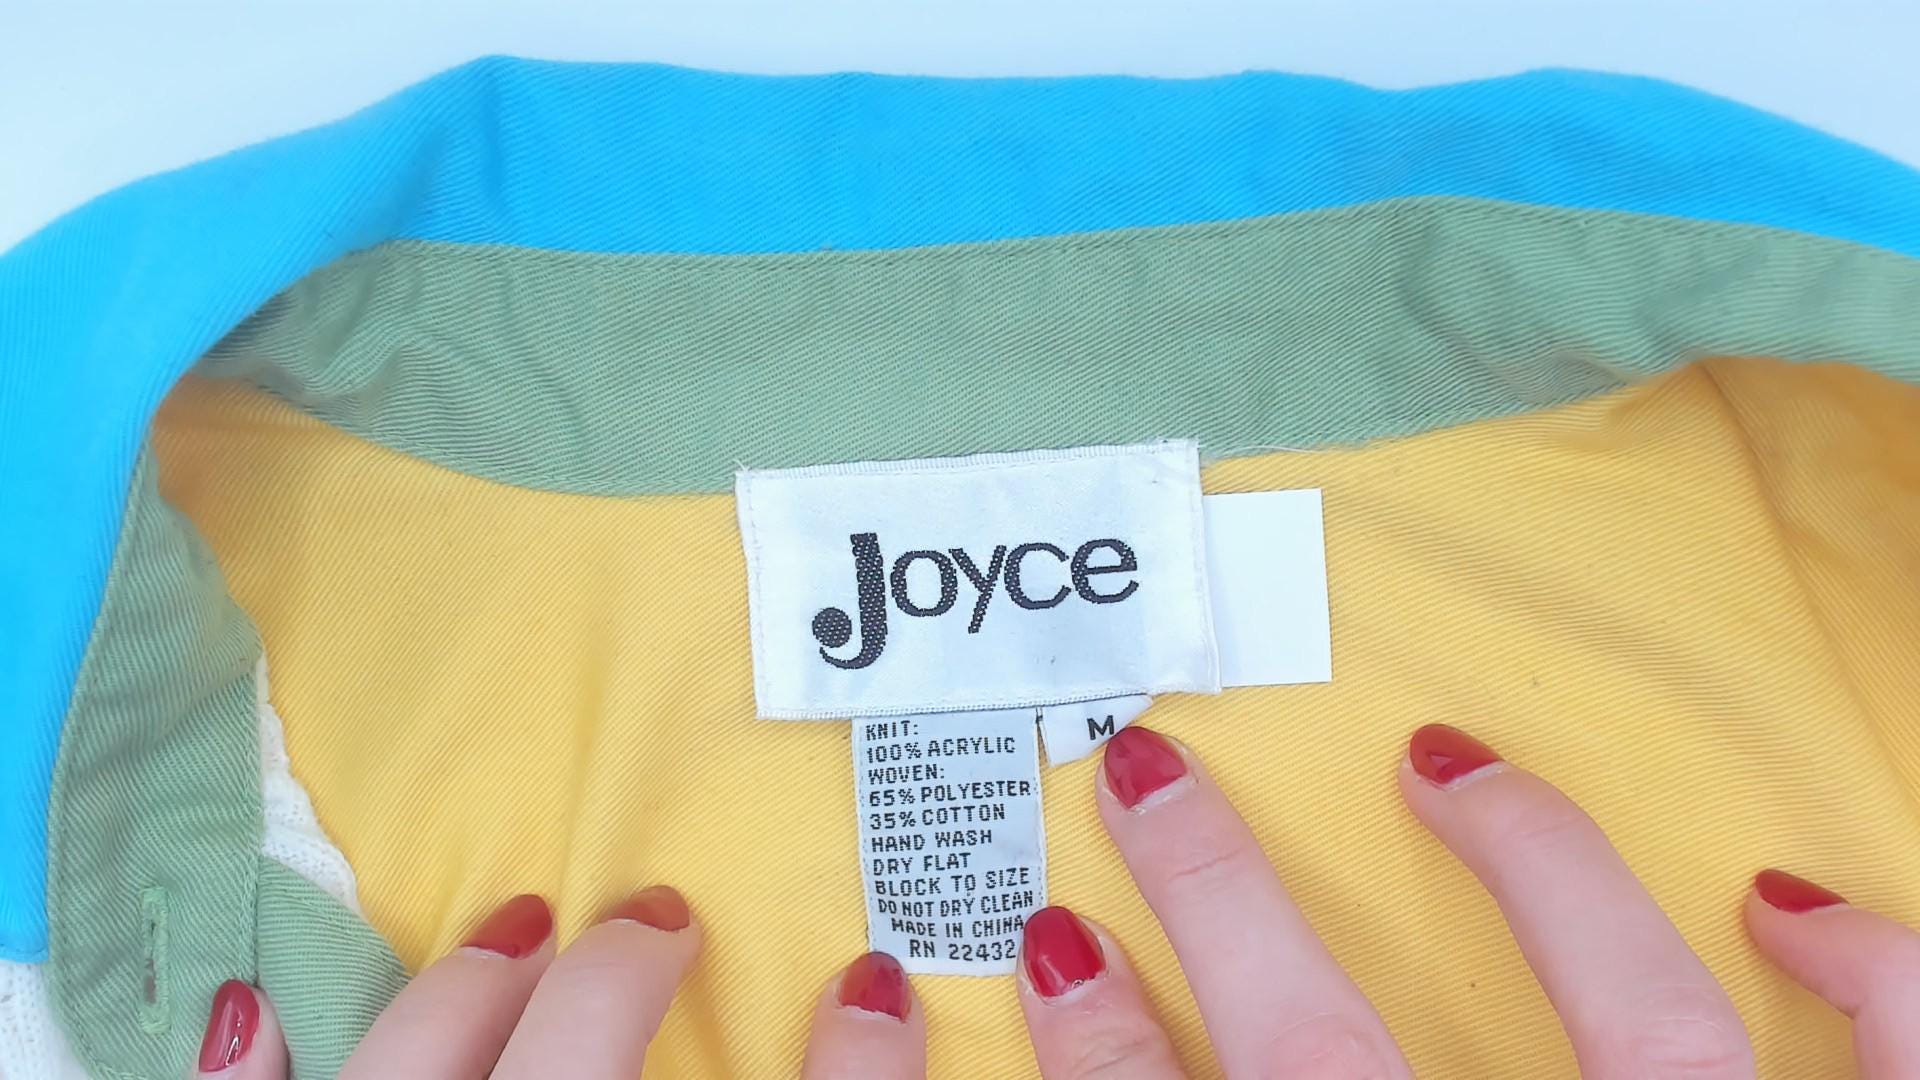 Joyce
M
KNIT:
100% ACRYLIC
WOVEN:
65% POLYESTER
35% COTTON
HAND WASH
DRY FLAT
BLOCK TO SIZE
DO NOT DRY CLEAN
MADE IN CHINA
RN 22432